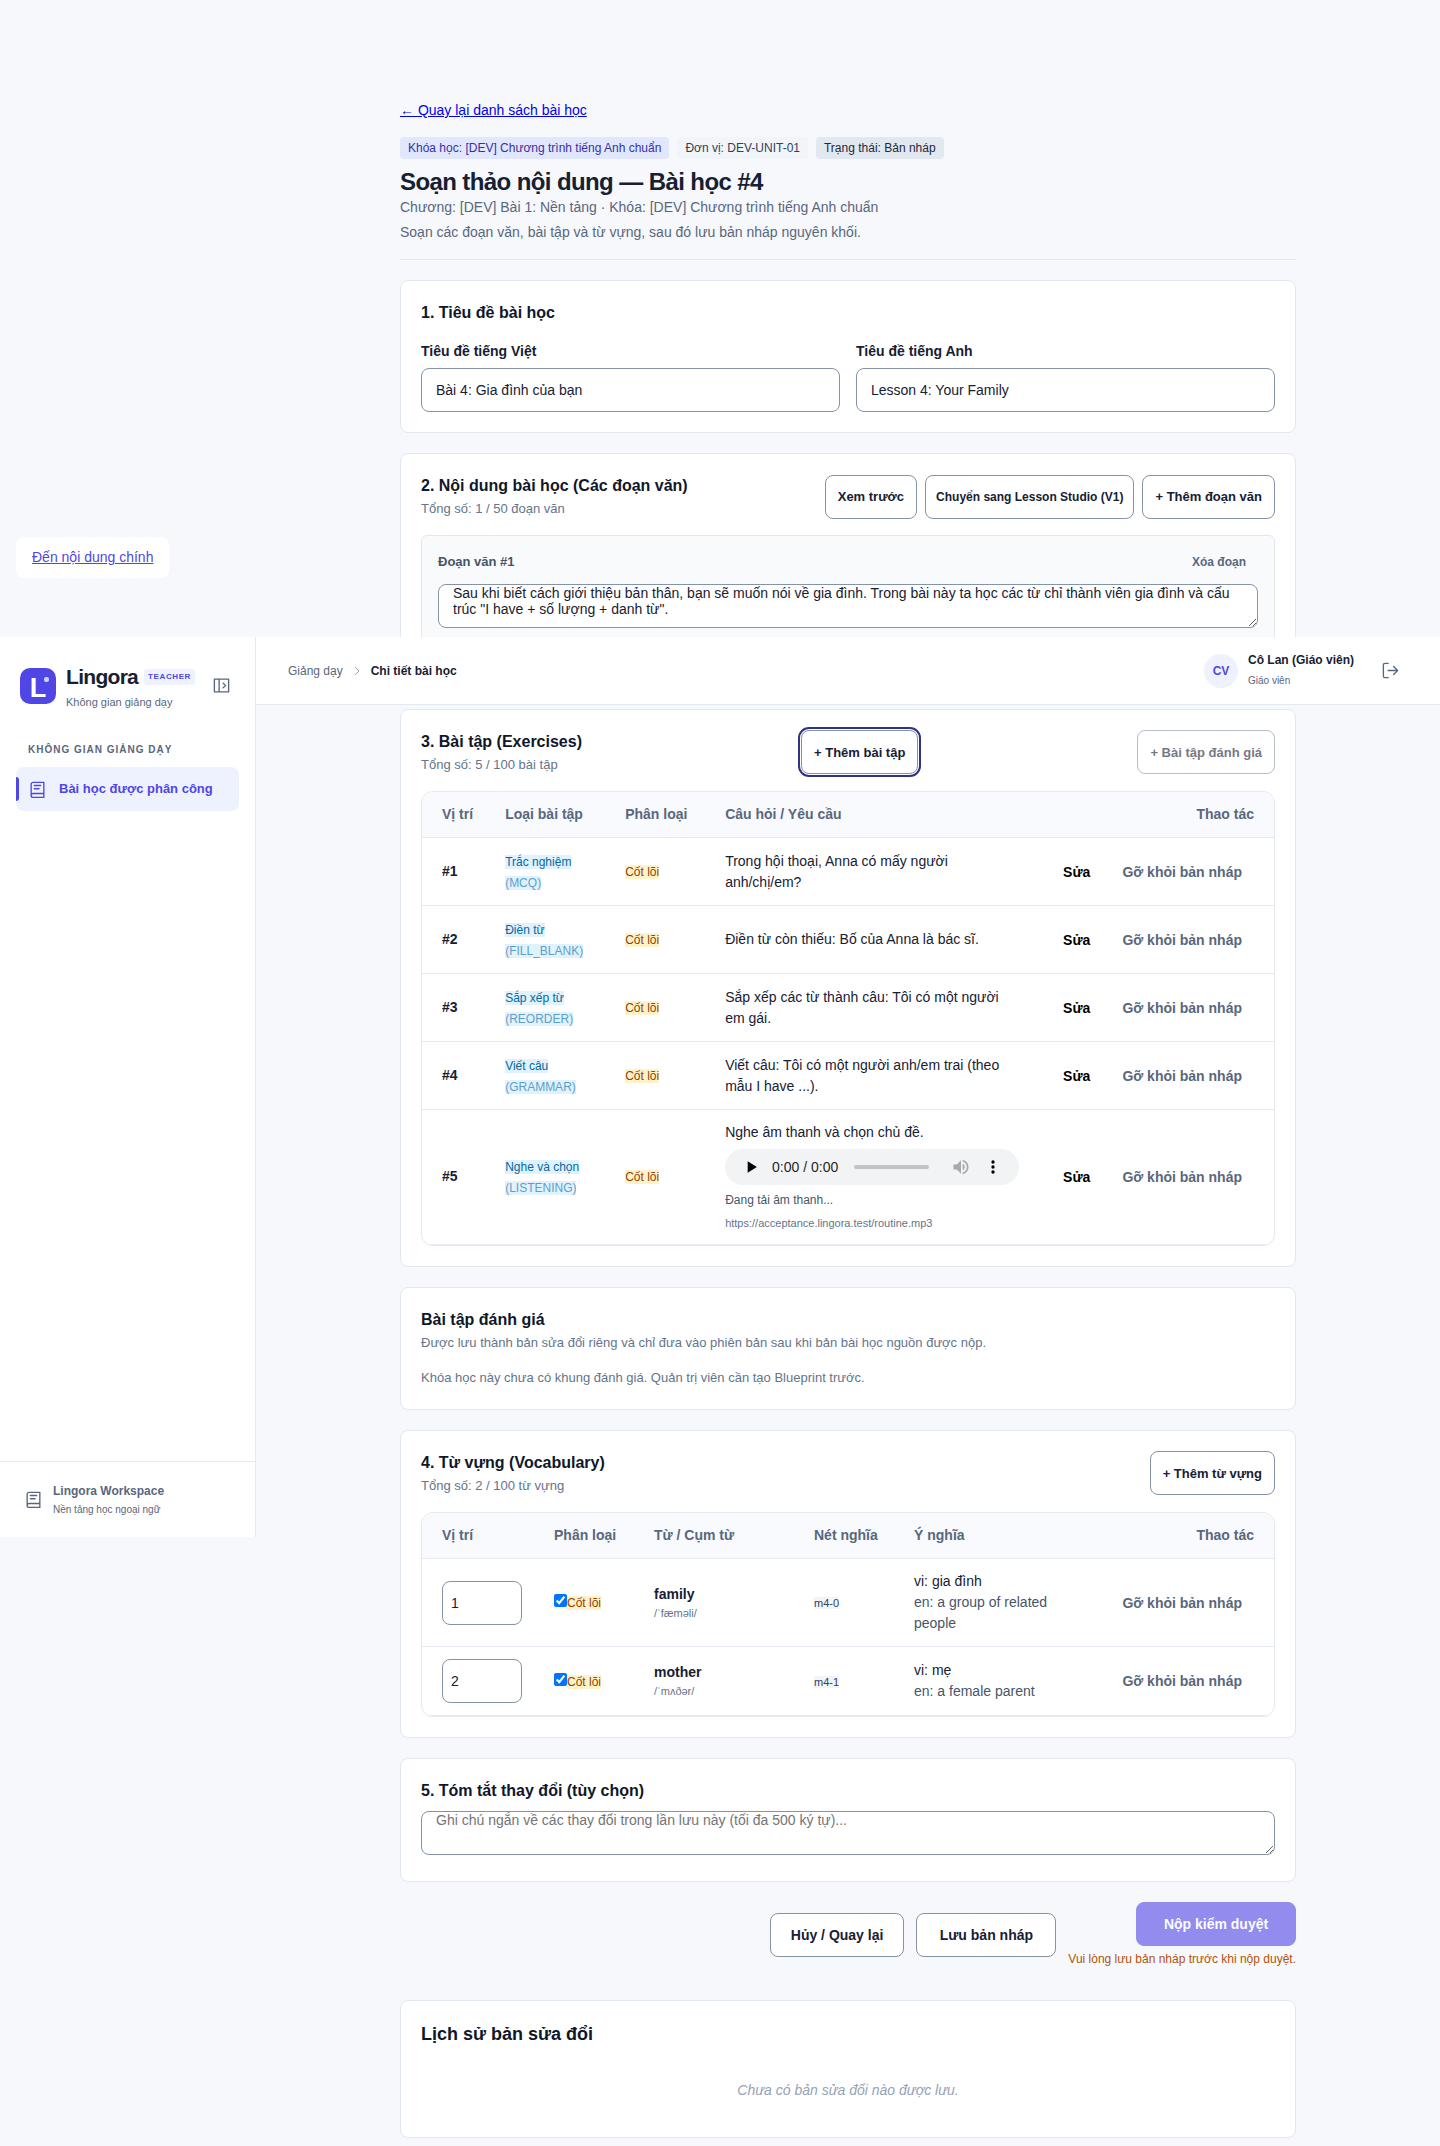 ← Quay lại danh sách bài học
Khóa học: [DEV] Chương trình tiếng Anh chuẩn
Đơn vị: DEV-UNIT-01
Trạng thái: Bản nháp
Soạn thảo nội dung — Bài học #4
Chương: [DEV] Bài 1: Nền tảng · Khóa: [DEV] Chương trình tiếng Anh chuẩn
Soạn các đoạn văn, bài tập và từ vựng, sau đó lưu bản nháp nguyên khối.
1. Tiêu đề bài học
Tiêu đề tiếng Việt
Tiêu đề tiếng Anh
Bài 4: Gia đình của bạn
Lesson 4: Your Family
2. Nội dung bài học (Các đoạn văn)
Tổng số: 1 / 50 đoạn văn
Xem trước
Chuyển sang Lesson Studio (V1)
+ Thêm đoạn văn
Đến nội dung chính
Đoạn văn #1
Xóa đoạn
Sau khi biết cách giới thiệu bản thân, bạn sẽ muốn nói về gia đình. Trong bài này ta học các từ chỉ thành viên gia đình và cấu
trúc "I have + số lượng + danh từ".
Lingora
TEACHER
Không gian giảng dạy
Giảng dạy
Chi tiết bài học
CV
Cô Lan (Giáo viên)
Giáo viên
KHÔNG GIAN GIẢNG DẠY
Bài học được phân công
3. Bài tập (Exercises)
Tổng số: 5 / 100 bài tập
+ Thêm bài tập
+ Bài tập đánh giá
Vị trí
Loại bài tập
Phân loại
Câu hỏi / Yêu cầu
Thao tác
#1
Trắc nghiệm
(MCQ)
Cốt lõi
Trong hội thoại, Anna có mấy người
anh/chị/em?
Sửa
Gỡ khỏi bản nháp
#2
Điền từ
(FILL_BLANK)
Cốt lõi
Điền từ còn thiếu: Bố của Anna là bác sĩ.
Sửa
Gỡ khỏi bản nháp
#3
Sắp xếp từ
(REORDER)
Cốt lõi
Sắp xếp các từ thành câu: Tôi có một người
em gái.
Sửa
Gỡ khỏi bản nháp
#4
Viết câu
(GRAMMAR)
Cốt lõi
Viết câu: Tôi có một người anh/em trai (theo
mẫu I have ...).
Sửa
Gỡ khỏi bản nháp
#5
Nghe và chọn
(LISTENING)
Cốt lõi
Nghe âm thanh và chọn chủ đề.
0:00 / 0:00
Đang tải âm thanh...
https://acceptance.lingora.test/routine.mp3
Sửa
Gỡ khỏi bản nháp
Bài tập đánh giá
Được lưu thành bản sửa đổi riêng và chỉ đưa vào phiên bản sau khi bản bài học nguồn được nộp.
Khóa học này chưa có khung đánh giá. Quản trị viên cần tạo Blueprint trước.
4. Từ vựng (Vocabulary)
Tổng số: 2 / 100 từ vựng
+ Thêm từ vựng
Lingora Workspace
Nền tảng học ngoại ngữ
Vị trí
Phân loại
Từ / Cụm từ
Nét nghĩa
Ý nghĩa
Thao tác
1
Cốt lõi
family
/ˈfæməli/
m4-0
vi: gia đình
en: a group of related
people
Gỡ khỏi bản nháp
2
Cốt lõi
mother
/ˈmʌðər/
m4-1
vi: mẹ
en: a female parent
Gỡ khỏi bản nháp
5. Tóm tắt thay đổi (tùy chọn)
Ghi chú ngắn về các thay đổi trong lần lưu này (tối đa 500 ký tự)...
Hủy / Quay lại
Lưu bản nháp
Nộp kiểm duyệt
Vui lòng lưu bản nháp trước khi nộp duyệt.
Lịch sử bản sửa đổi
Chưa có bản sửa đổi nào được lưu.